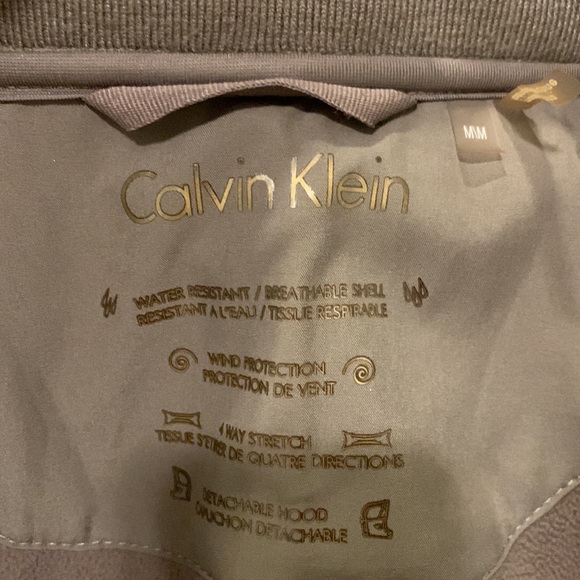 M\M
Calvin Klein
WATER RESISTANT / BREATHABLE SHELL
RESISTANT A L'EAU / TISSUE RESPIRABLE
WIND PROTECTION
PROTECTION DE VENT
4 WAY STRETCH
TISSUE S'ETIRER DE QUATRE DIRECTIONS
DETACHABLE HOOD
CAPUCHON DETACHABLE